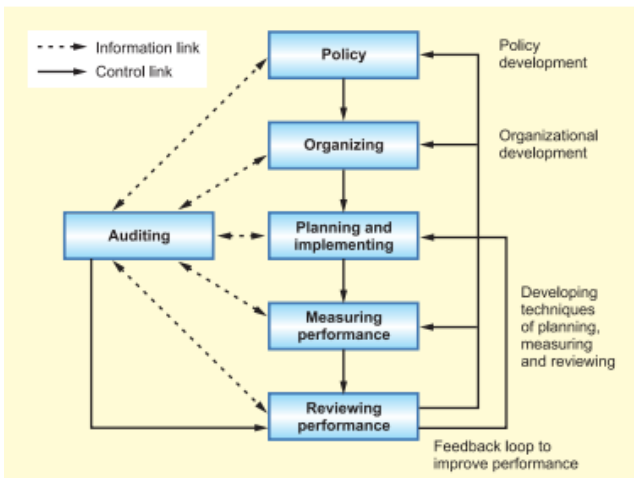 Information link
Control link
Policy
Policy
development
Organizing
Organizational
development
Auditing
Planning and
implementing
Measuring
performance
Developing
techniques
of planning,
measuring
and reviewing
Reviewing
performance
Feedback loop to
improve performance